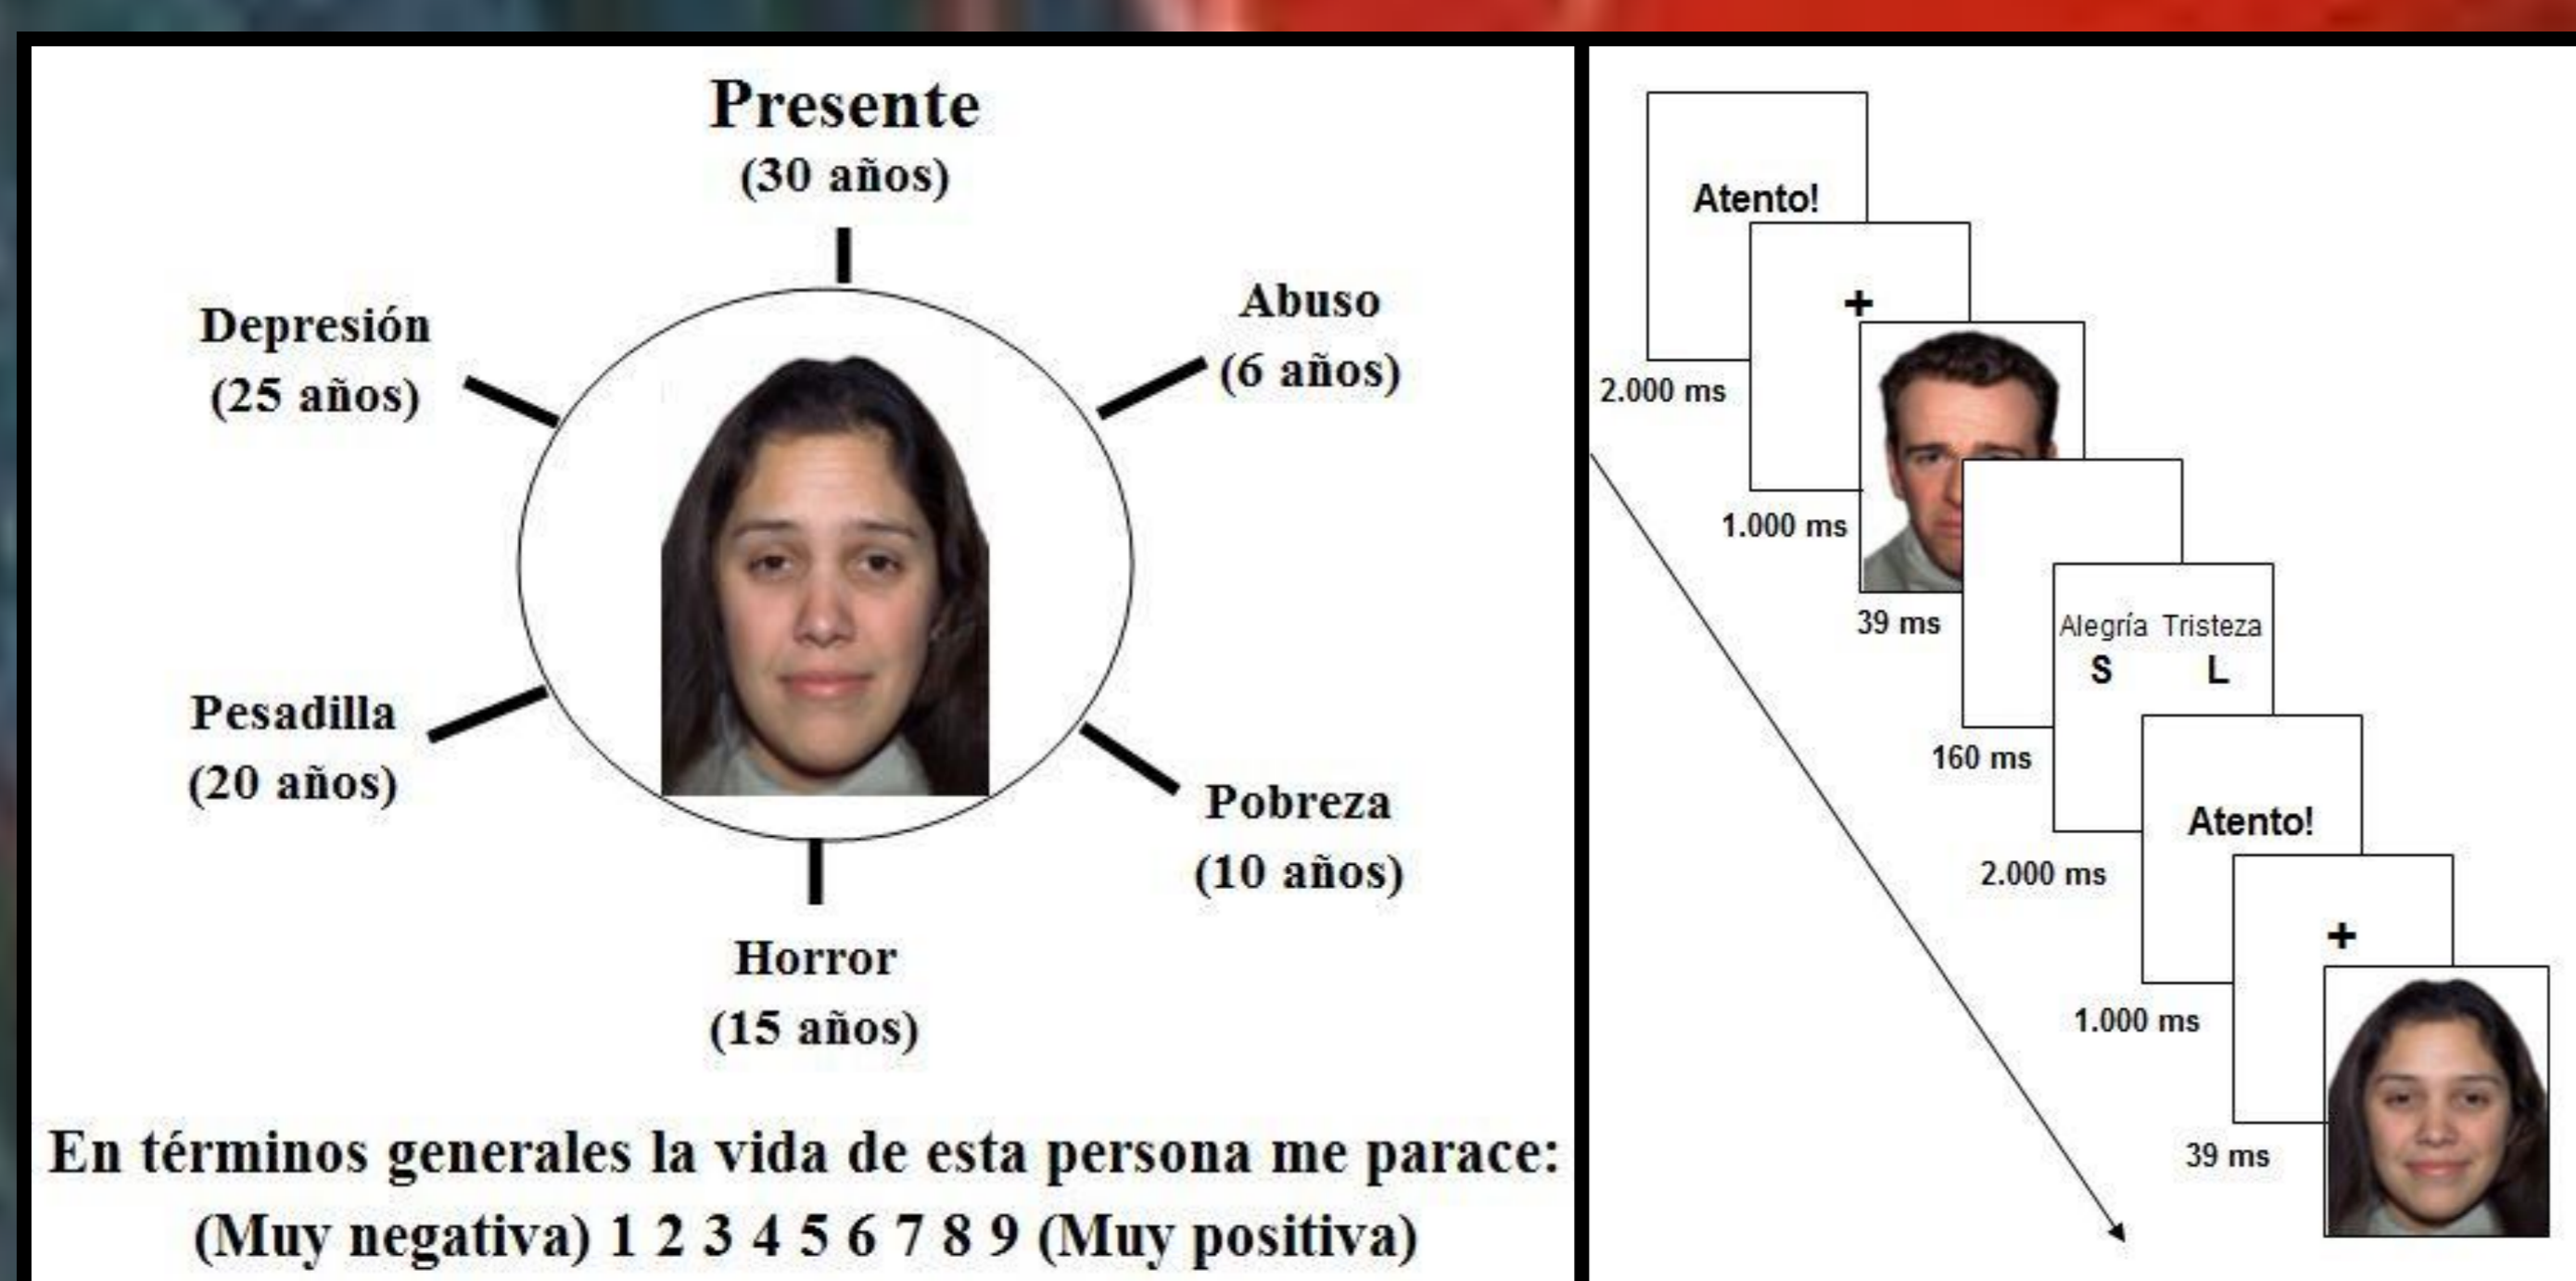 Presente
(30 años)
Abuso
(6 años)
Pobreza
(10 años)
Horror
(15 años)
Pesadilla
(20 años)
Depresión
(25 años)
En términos generales la vida de esta persona me parace:
(Muy negativa) 1 2 3 4 5 6 7 8 9 (Muy positiva)
Atento!
2.000 ms
+
1.000 ms
39 ms
160 ms
Alegría Tristeza
S L
2.000 ms
Atento!
1.000 ms
+
39 ms